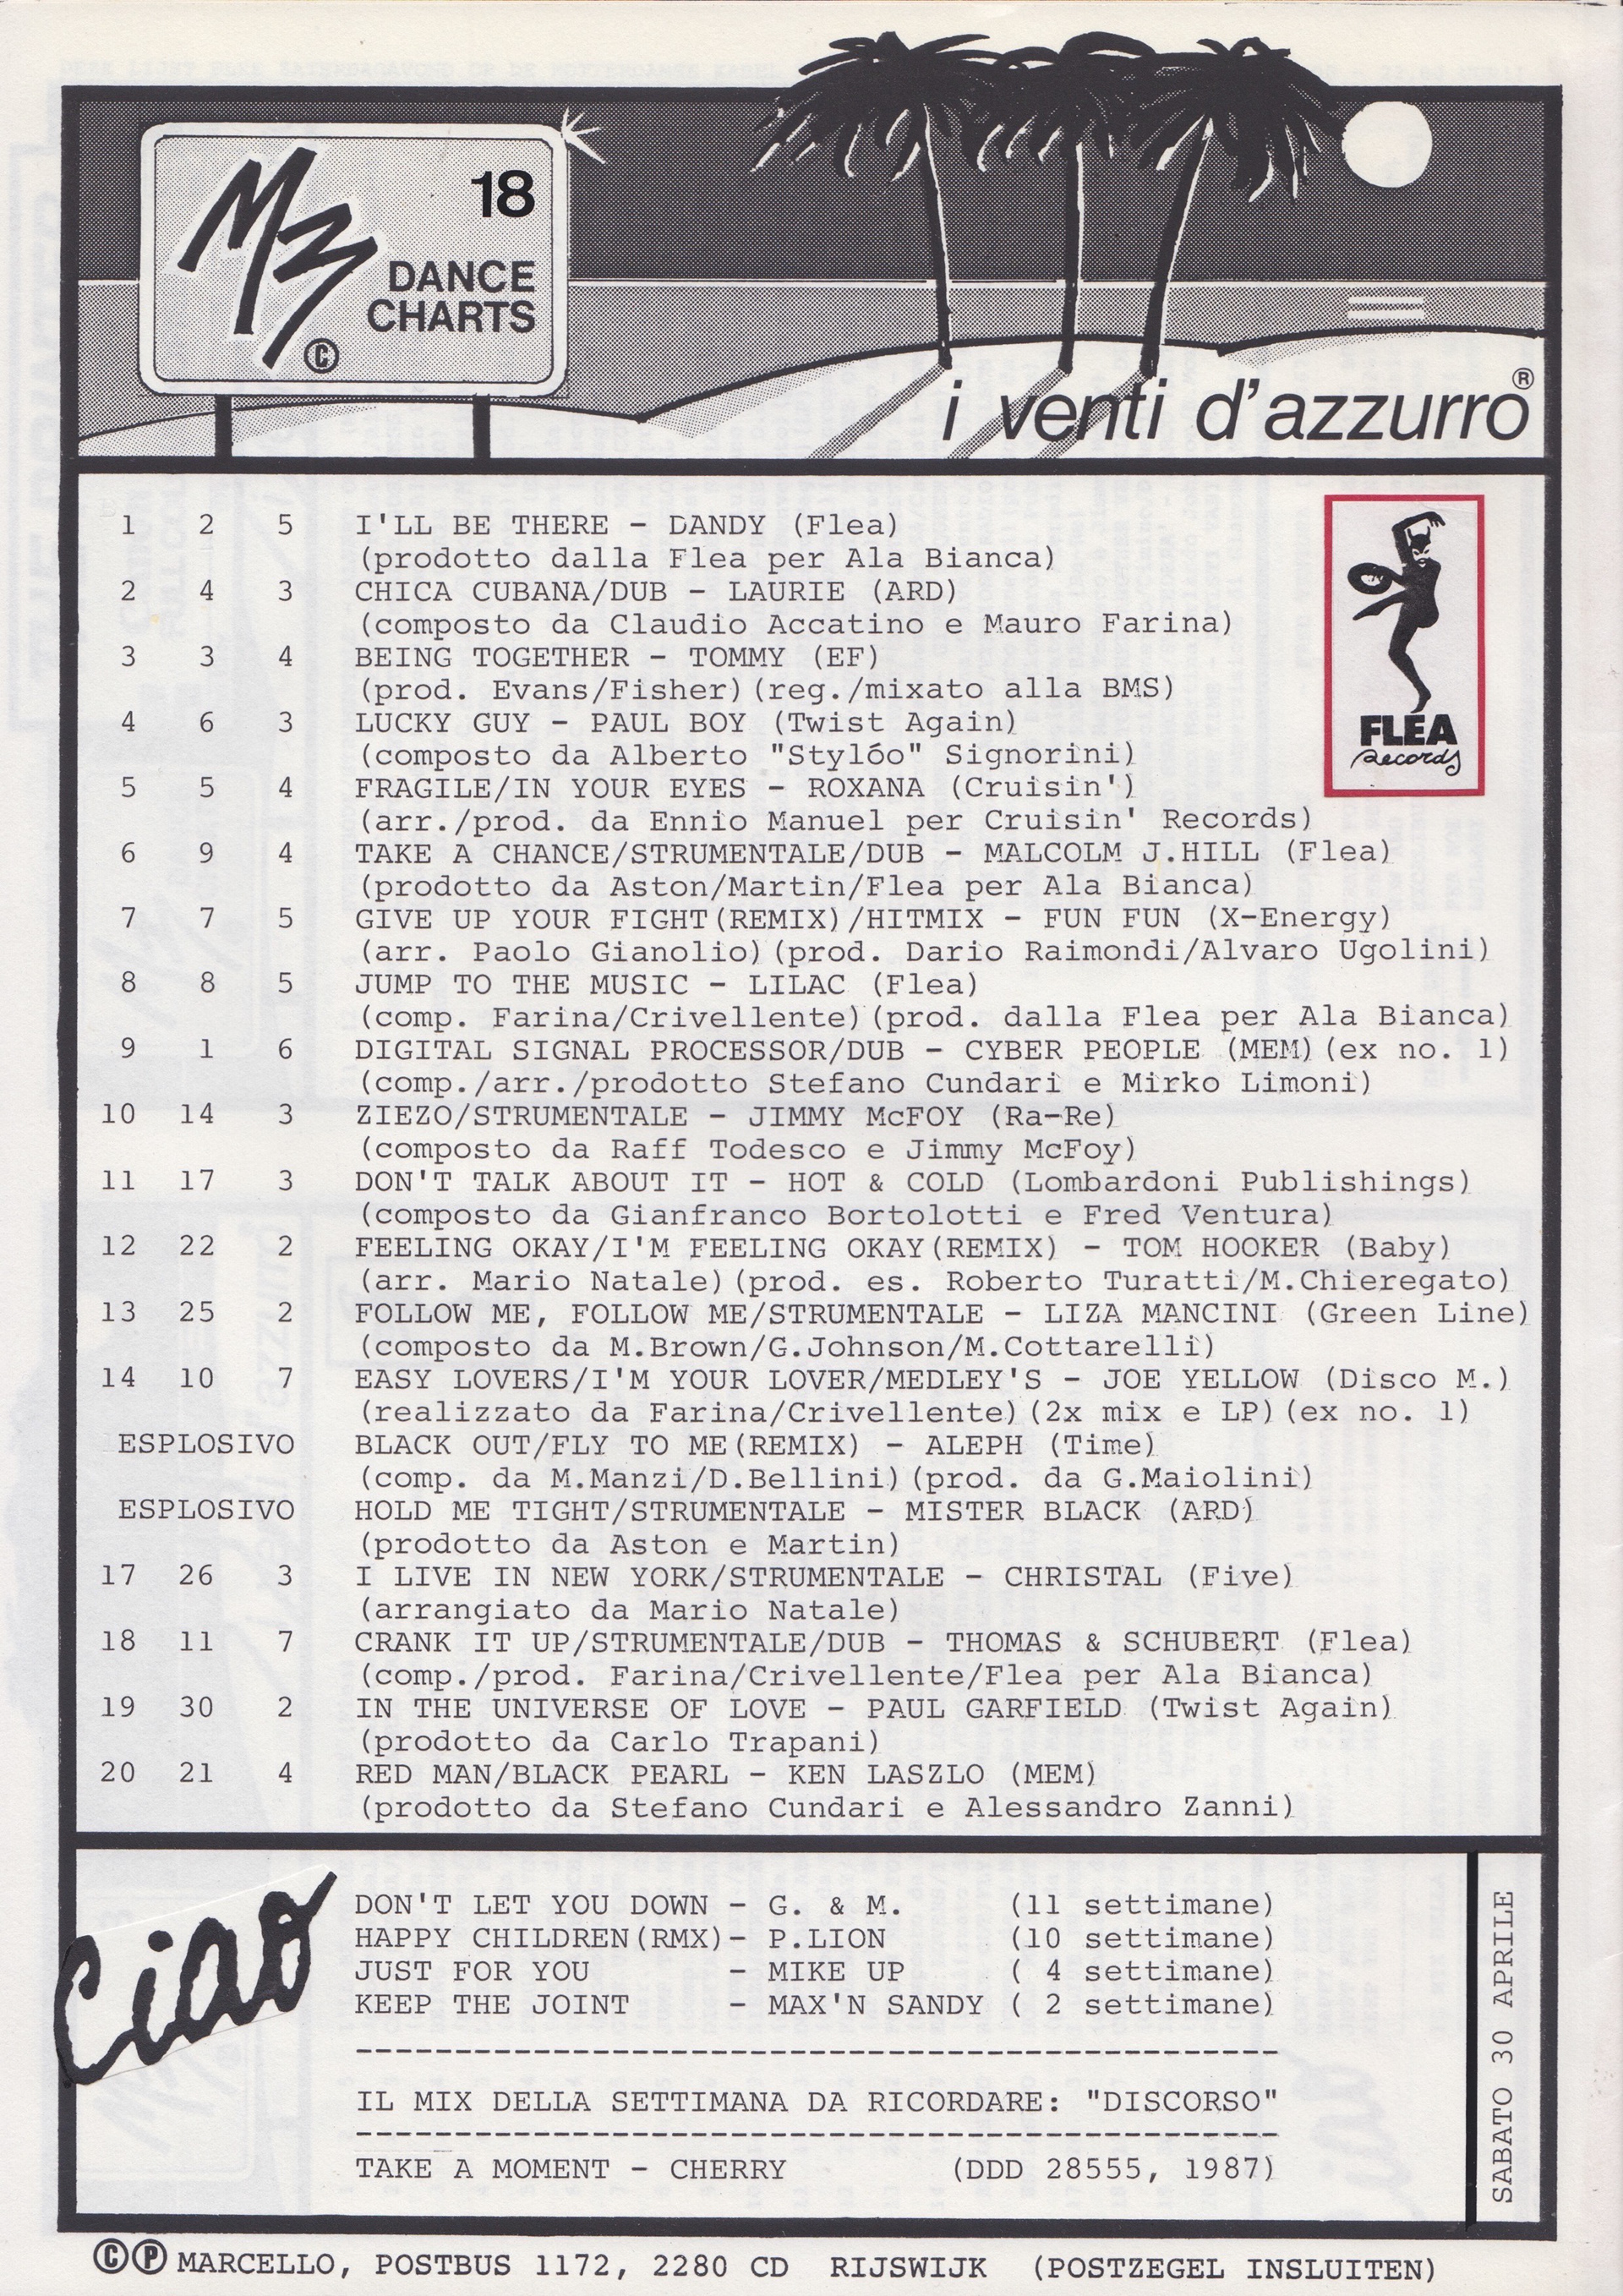 M3
18
DANCE
CHARTS
©
i venti d'azzurro®
1 2 5 I'LL BE THERE - DANDY (Flea)
(prodotto dalla Flea per Ala Bianca)
2 4 3 CHICA CUBANA/DUB - LAURIE (ARD)
(composto da Claudio Accatino e Mauro Farina)
3 3 4 BEING TOGETHER - TOMMY (EF)
(prod. Evans/Fisher)(reg./mixato alla BMS)
4 6 3 LUCKY GUY - PAUL BOY (Twist Again)
(composto da Alberto "Stylóo" Signorini)
5 5 4 FRAGILE/IN YOUR EYES - ROXANA (Cruisin')
(arr./prod. da Ennio Manuel per Cruisin' Records)
6 9 4 TAKE A CHANCE/STRUMENTALE/DUB - MALCOLM J.HILL (Flea)
(prodotto da Aston/Martin/Flea per Ala Bianca)
7 7 5 GIVE UP YOUR FIGHT(REMIX)/HITMIX - FUN FUN (X-Energy)
(arr. Paolo Gianolio)(prod. Dario Raimondi/Alvaro Ugolini)
8 8 5 JUMP TO THE MUSIC - LILAC (Flea)
(comp. Farina/Crivellente)(prod. dalla Flea per Ala Bianca)
9 1 6 DIGITAL SIGNAL PROCESSOR/DUB - CYBER PEOPLE (MEM)(ex no. 1)
(comp./arr./prodotto Stefano Cundari e Mirko Limoni)
10 14 3 ZIEZO/STRUMENTALE - JIMMY McFOY (Ra-Re)
(composto da Raff Todesco e Jimmy McFoy)
11 17 3 DON'T TALK ABOUT IT - HOT & COLD (Lombardoni Publishings)
(composto da Gianfranco Bortolotti e Fred Ventura)
12 22 2 FEELING OKAY/I'M FEELING OKAY(REMIX) - TOM HOOKER (Baby)
(arr. Mario Natale)(prod. es. Roberto Turatti/M.Chieregato)
13 25 2 FOLLOW ME, FOLLOW ME/STRUMENTALE - LIZA MANCINI (Green Line)
(composto da M.Brown/G.Johnson/M.Cottarelli)
14 10 7 EASY LOVERS/I'M YOUR LOVER/MEDLEY'S - JOE YELLOW (Disco M.)
(realizzato da Farina/Crivellente)(2x mix e LP)(ex no. 1)
ESPLOSIVO BLACK OUT/FLY TO ME(REMIX) - ALEPH (Time)
(comp. da M.Manzi/D.Bellini)(prod. da G.Maiolini)
ESPLOSIVO HOLD ME TIGHT/STRUMENTALE - MISTER BLACK (ARD)
(prodotto da Aston e Martin)
17 26 3 I LIVE IN NEW YORK/STRUMENTALE - CHRISTAL (Five)
(arrangiato da Mario Natale)
18 11 7 CRANK IT UP/STRUMENTALE/DUB - THOMAS & SCHUBERT (Flea)
(comp./prod. Farina/Crivellente/Flea per Ala Bianca)
19 30 2 IN THE UNIVERSE OF LOVE - PAUL GARFIELD (Twist Again)
(prodotto da Carlo Trapani)
20 21 4 RED MAN/BLACK PEARL - KEN LASZLO (MEM)
(prodotto da Stefano Cundari e Alessandro Zanni)
FLEA
Records
Ciao
DON'T LET YOU DOWN - G. & M. (11 settimane)
HAPPY CHILDREN(RMX)- P.LION (10 settimane)
JUST FOR YOU - MIKE UP ( 4 settimane)
KEEP THE JOINT - MAX'N SANDY ( 2 settimane)
IL MIX DELLA SETTIMANA DA RICORDARE: "DISCORSO"
TAKE A MOMENT - CHERRY (DDD 28555, 1987)
SABATO 30 APRILE
©℗ MARCELLO, POSTBUS 1172, 2280 CD RIJSWIJK (POSTZEGEL INSLUITEN)